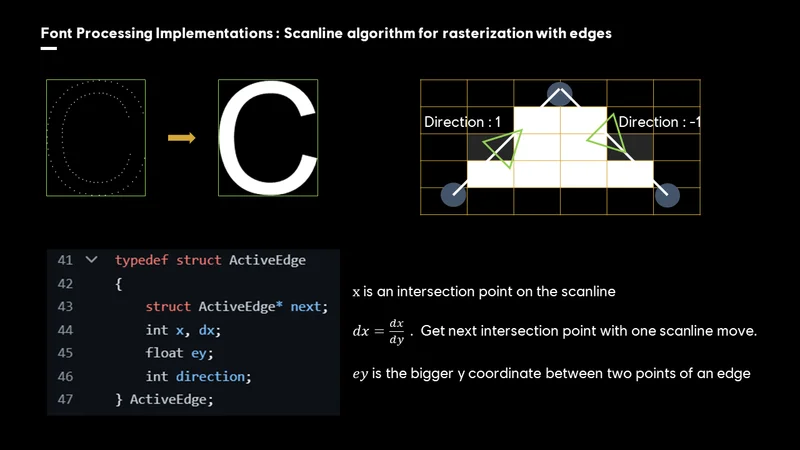 Font Processing Implementations : Scanline algorithm for rasterization with edges
Direction : 1
Direction : -1
41 typedef struct ActiveEdge
42 {
43 struct ActiveEdge* next;
44 int x, dx;
45 float ey;
46 int direction;
47 } ActiveEdge;
x is an intersection point on the scanline
dx = dx/dy . Get next intersection point with one scanline move.
ey is the bigger y coordinate between two points of an edge